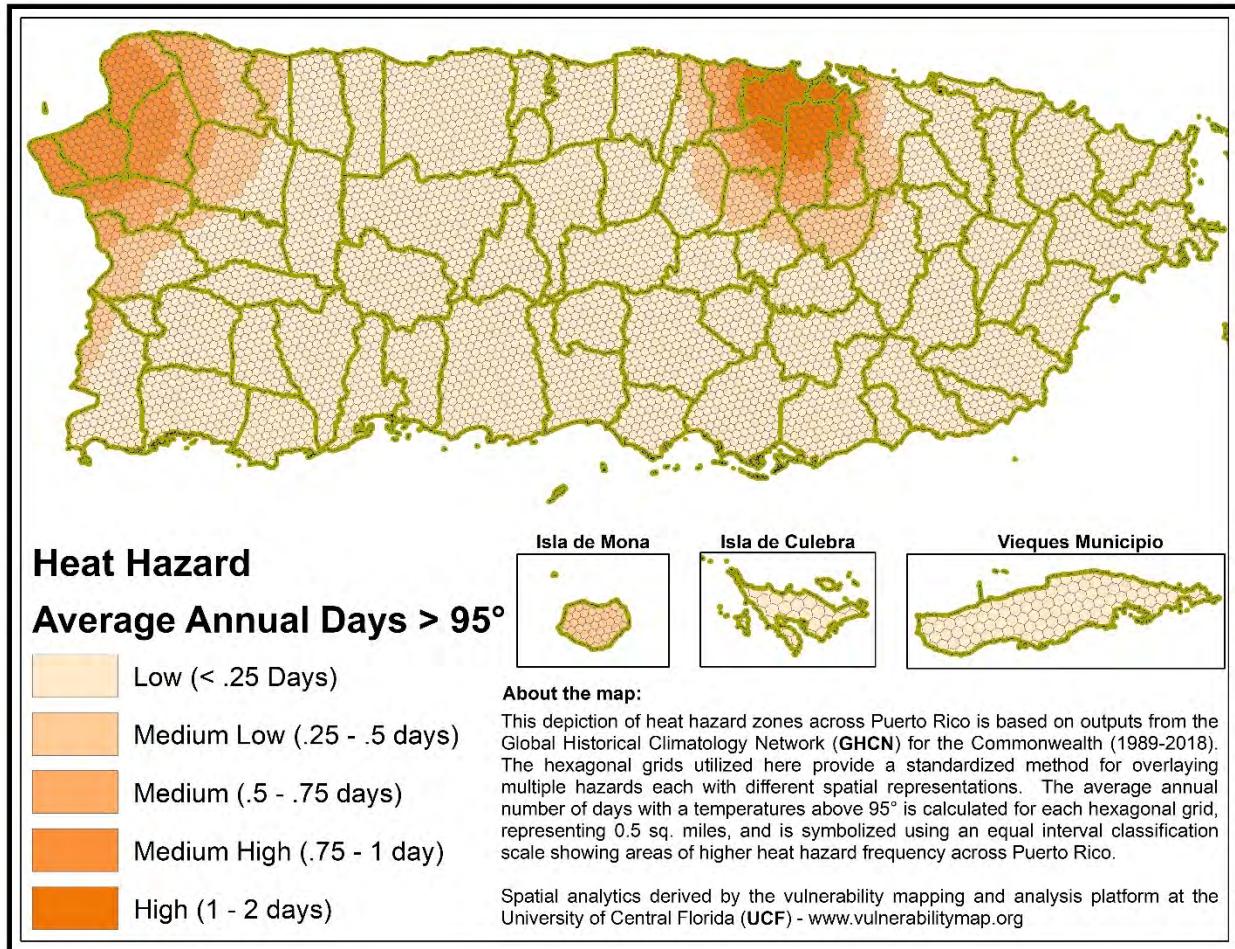 Isla de Mona
Isla de Culebra
Vieques Municipio
Heat Hazard
Average Annual Days > 95°
Low (< .25 Days)
Medium Low (.25 - .5 days)
Medium (.5 - .75 days)
Medium High (.75 - 1 day)
High (1 - 2 days)
About the map:
This depiction of heat hazard zones across Puerto Rico is based on outputs from the
Global Historical Climatology Network (GHCN) for the Commonwealth (1989-2018).
The hexagonal grids utilized here provide a standardized method for overlaying
multiple hazards each with different spatial representations. The average annual
number of days with a temperatures above 95° is calculated for each hexagonal grid,
representing 0.5 sq. miles, and is symbolized using an equal interval classification
scale showing areas of higher heat hazard frequency across Puerto Rico.
Spatial analytics derived by the vulnerability mapping and analysis platform at the
University of Central Florida (UCF) - www.vulnerabilitymap.org